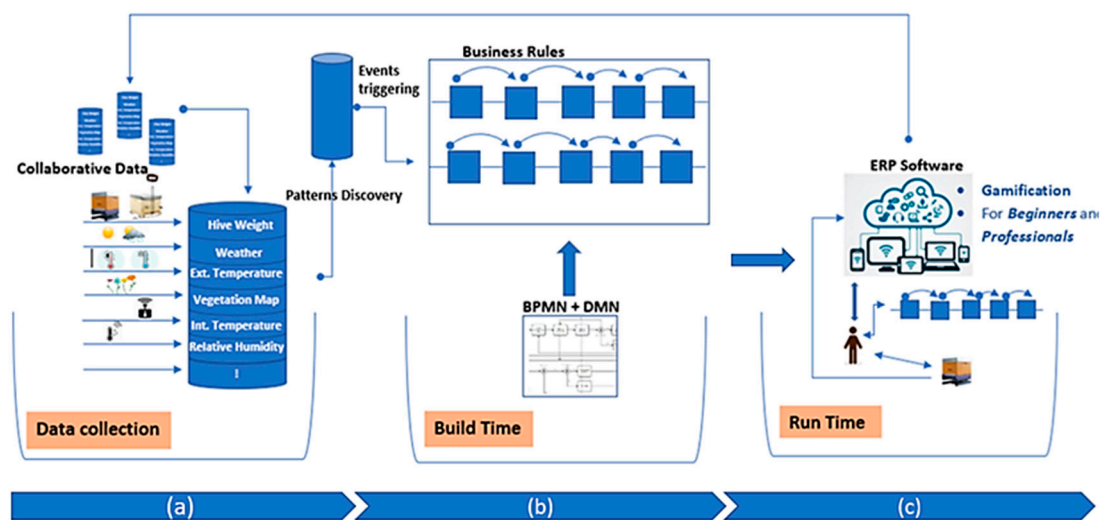 Business Rules
Events
triggering
Collaborative Data
Patterns Discovery
Hive Weight
Weather
Ext. Temperature
Vegetation Map
Int. Temperature
Relative Humidity
BPMN + DMN
ERP Software
Gamification
For Beginners and
Professionals
Data collection
Build Time
Run Time
(a)
(b)
(c)